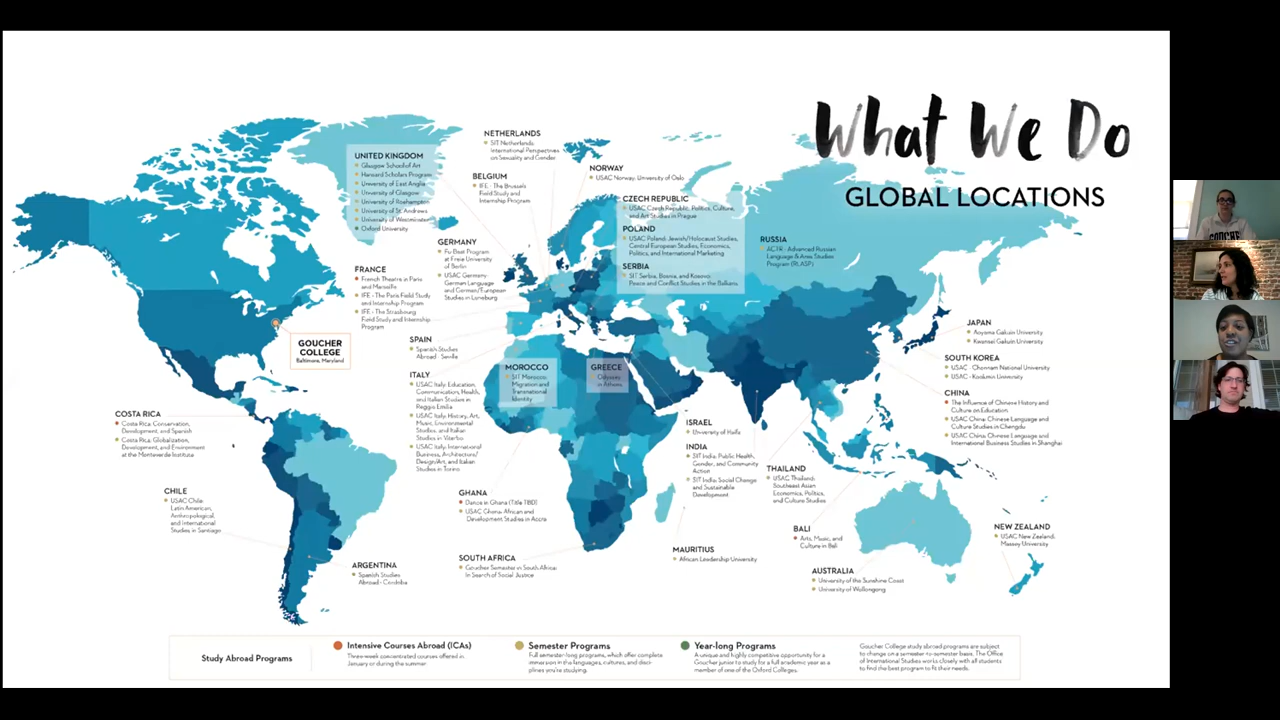 What We Do
GLOBAL LOCATIONS
NETHERLANDS
SIT Netherlands:
International Perspectives
on Sexuality and Gender
UNITED KINGDOM
Glasgow School of Art
Harvard Scholars Program
University of East Anglia
University of Glasgow
University of Roehampton
University of St. Andrews
University of Westminster
Oxford University
BELGIUM
IFE - The Brussels
Field Study and
Internship Program
NORWAY
USAC Norway: University of Oslo
CZECH REPUBLIC
USAC Czech Republic: Politics, Culture,
and Art Studies in Prague
POLAND
USAC Poland: Jewish/Holocaust Studies,
Central European Studies, Economics,
Politics, and International Marketing
SERBIA
SIT Serbia, Bosnia, and Kosovo:
Peace and Conflict Studies in the Balkans
RUSSIA
ACTR: Advanced Russian
Language & Area Studies
Program (RLASP)
GERMANY
Fu-Best Program
at Freie University
of Berlin
USAC Germany:
German Language
and German/European
Studies in Luneburg
FRANCE
French Theatre in Paris
and Marseille
IFE - The Paris Field Study
and Internship Program
IFE - The Strasbourg
Field Study and Internship
Program
GOUCHER
COLLEGE
Baltimore, Maryland
SPAIN
Spanish Studies
Abroad - Seville
ITALY
USAC Italy: Education,
Communication, Health,
and Italian Studies in
Reggio Emilia
USAC Italy: History, Art,
Music, Environmental
Studies, and Italian
Studies in Viterbo
USAC Italy: International
Business, Architecture/
Design/Art, and Italian
Studies in Torino
MOROCCO
SIT Morocco:
Migration and
Transnational
Identity
GREECE
Odyssey
in Athens
JAPAN
Aoyama Gakuin University
Kwansei Gakuin University
SOUTH KOREA
USAC - Chonnam National University
USAC - Kookmin University
CHINA
The Influence of Chinese History and
Culture on Education
USAC China: Chinese Language and
Culture Studies in Chengdu
USAC China: Chinese Language and
International Business Studies in Shanghai
COSTA RICA
Costa Rica: Conservation,
Development, and Spanish
Costa Rica: Globalization,
Development, and Environment
at the Monteverde Institute
ISRAEL
University of Haifa
INDIA
SIT India: Public Health,
Gender, and Community
Action
SIT India: Social Change
and Sustainable
Development
THAILAND
USAC Thailand:
Southeast Asian
Economics, Politics,
and Culture Studies
CHILE
USAC Chile:
Latin American,
Anthropological,
and International
Studies in Santiago
GHANA
Dance in Ghana (Title TBD)
USAC Ghana: African and
Development Studies in Accra
BALI
Arts, Music, and
Culture in Bali
NEW ZEALAND
USAC New Zealand:
Massey University
SOUTH AFRICA
Goucher Semester in South Africa:
In Search of Social Justice
MAURITIUS
African Leadership University
ARGENTINA
Spanish Studies
Abroad - Cordoba
AUSTRALIA
University of the Sunshine Coast
University of Wollongong
Study Abroad Programs
Intensive Courses Abroad (ICAs)
Three-week concentrated courses offered in
January or during the summer
Semester Programs
Full semester-long programs, which offer complete
immersion in the languages, cultures, and disci-
plines you're studying.
Year-long Programs
A unique and highly competitive opportunity for a
Goucher junior to study for a full academic year as a
member of one of the Oxford Colleges.
Goucher College study abroad programs are subject
to change on a semester-to-semester basis. The Office
of International Studies works closely with all students
to find the best program to fit their needs.